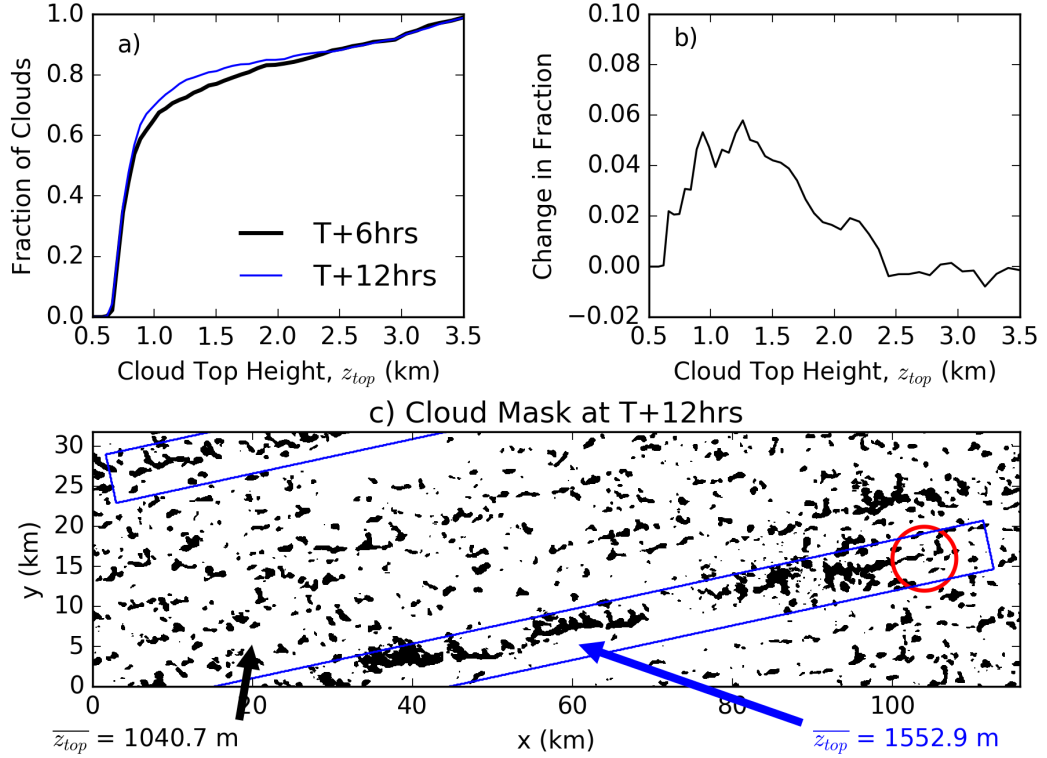 a)
1.0
0.8
0.6
0.4
0.2
0.0
Fraction of Clouds
T+6hrs
T+12hrs
0.5 1.0 1.5 2.0 2.5 3.0 3.5
Cloud Top Height, z_top (km)
b)
0.10
0.08
0.06
0.04
0.02
0.00
−0.02
Change in Fraction
0.5 1.0 1.5 2.0 2.5 3.0 3.5
Cloud Top Height, z_top (km)
c) Cloud Mask at T+12hrs
30
25
20
15
10
5
0
y (km)
0 20 40 60 80 100
x (km)
z_top = 1040.7 m
z_top = 1552.9 m